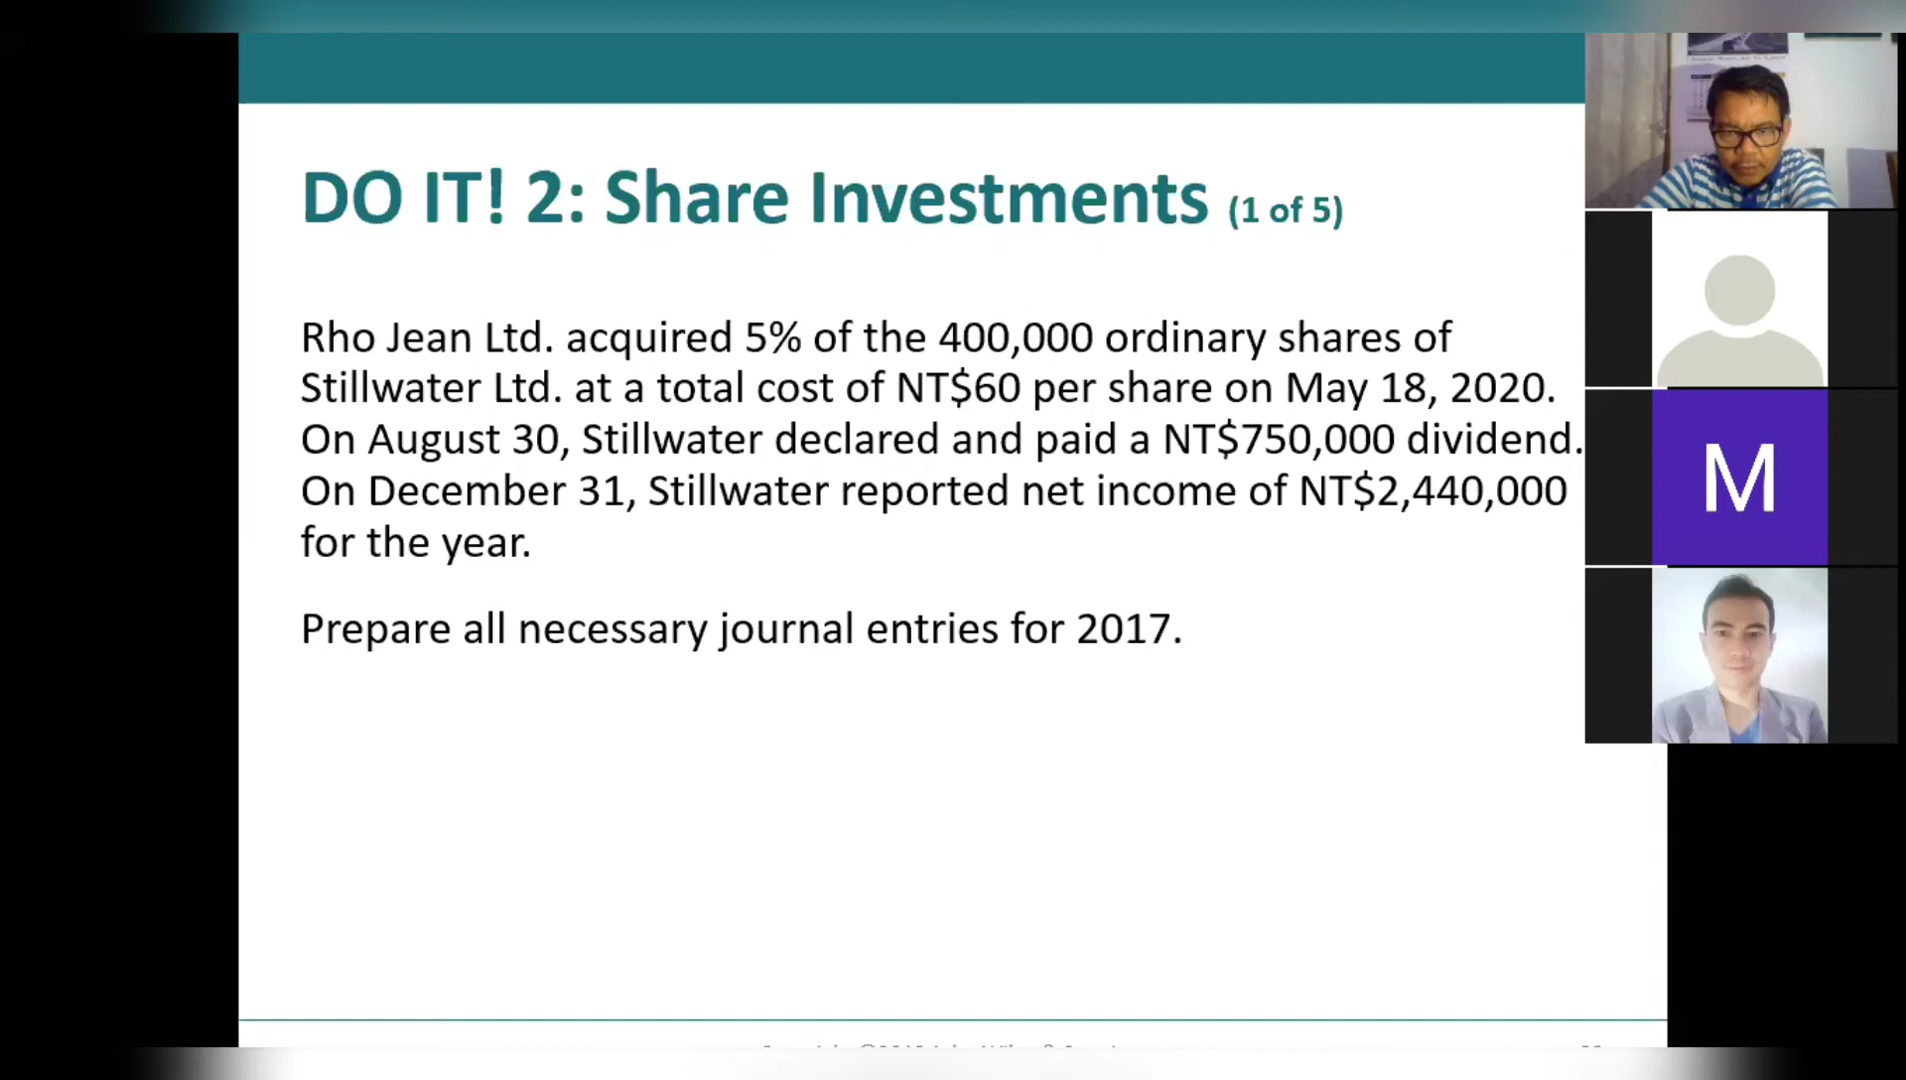 DO IT! 2: Share Investments (1 of 5)
Rho Jean Ltd. acquired 5% of the 400,000 ordinary shares of
Stillwater Ltd. at a total cost of NT$60 per share on May 18, 2020.
On August 30, Stillwater declared and paid a NT$750,000 dividend.
On December 31, Stillwater reported net income of NT$2,440,000
for the year.
Prepare all necessary journal entries for 2017.
M